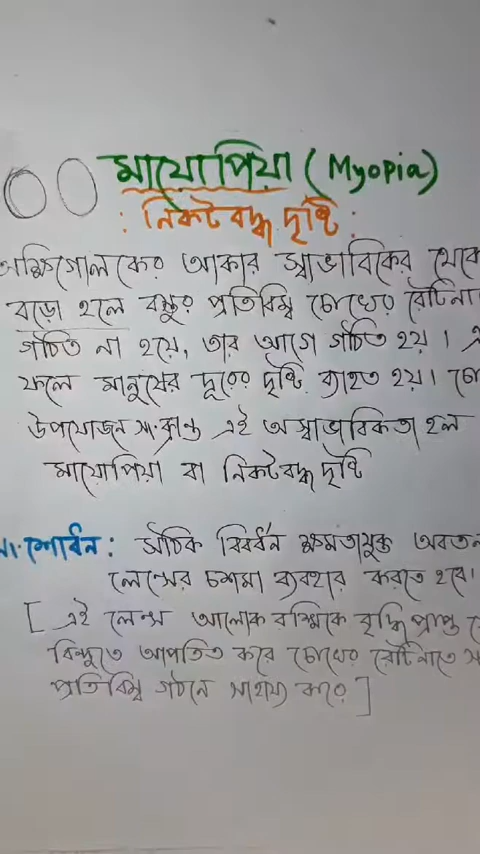 মায়োপিয়া (Myopia)
: নিকটবদ্ধ দৃষ্টি :
অক্ষিগোলকের আকার স্বাভাবিকের থেকে
বড়ো হলে বস্তুর প্রতিবিম্ব চোখের রেটিনা
গঠিত না হয়ে, তার আগে গঠিত হয়। এ
ফলে মানুষের দূরের দৃষ্টি ব্যাহত হয়। চো
উপযোজন সংক্রান্ত এই অস্বাভাবিকতা হল
মায়োপিয়া বা নিকটবদ্ধ দৃষ্টি
সঠিক বিবর্ধন ক্ষমতাযুক্ত অবতল
লেন্সের চশমা ব্যবহার করতে হবে।
[ এই লেন্স আলোক রশ্মিকে বৃদ্ধি প্রাপ্ত
বিন্দুতে আপতিত করে চোখের রেটিনাতে
প্রতিবিম্ব গঠনে সাহায্য করে ]